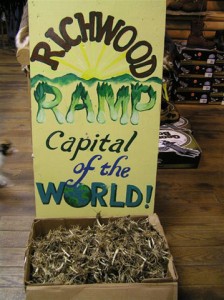 RICHWOOD
RAMP
Capital
of the
WORLD!